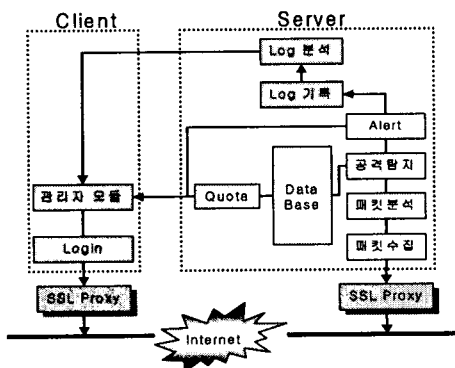 Client
Server
Log 분석
Log 기록
Alert
공격탐지
관리자 모듈
Quota
Data
Base
패킷분석
Login
패킷수집
SSL Proxy
SSL Proxy
Internet